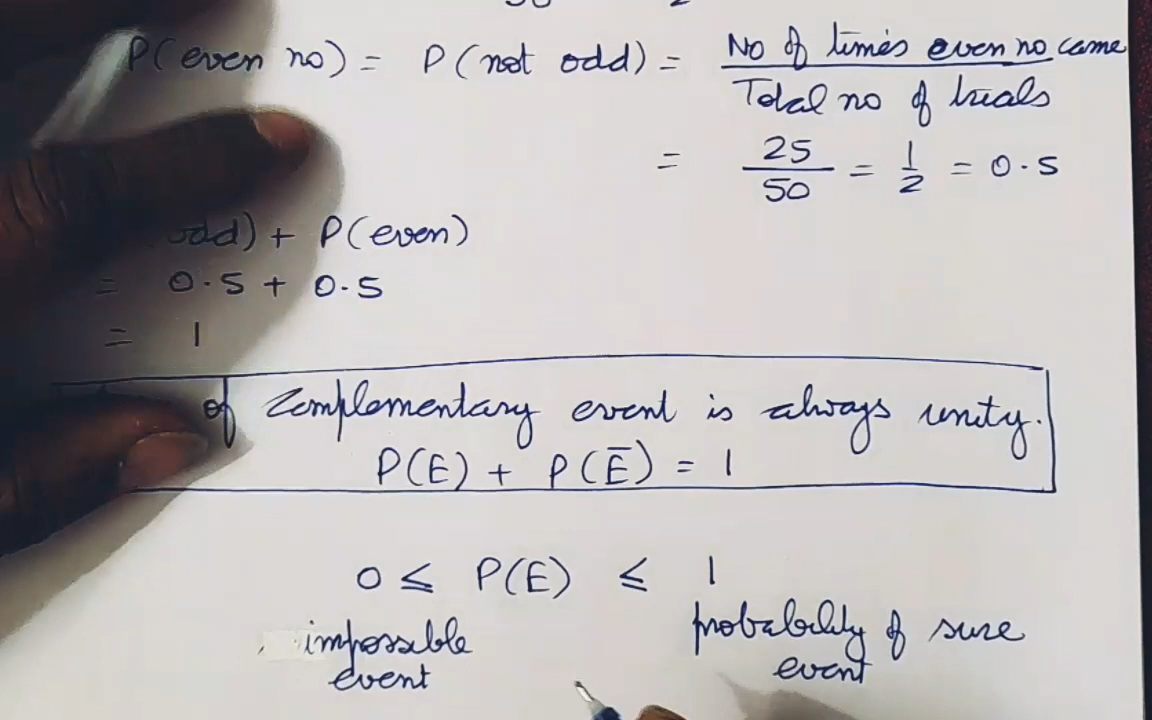 P(even no) = P(not odd) = No of times even no came
Total no of trials
= 25/50 = 1/2 = 0.5
odd) + P(even)
= 0.5 + 0.5
= 1
of Complementary event is always unity.
P(E) + P(Ē) = 1
0 ≤ P(E) ≤ 1
impossible event
probability of sure event